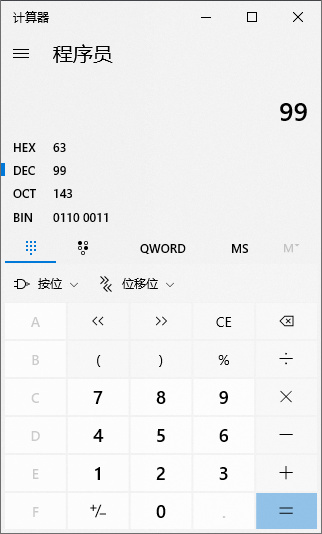 计算器
程序员
99
HEX 63
DEC 99
OCT 143
BIN 0110 0011
QWORD MS M˅
按位 位移位
A << >> CE
B ( ) % ÷
C 7 8 9 ×
D 4 5 6 −
E 1 2 3 +
F +/− 0 . =